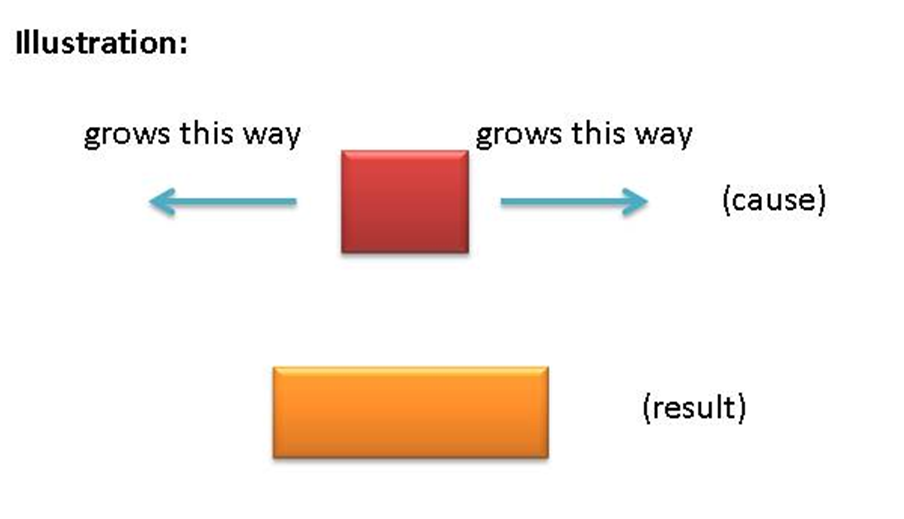 Illustration:
grows this way
grows this way
(cause)
(result)